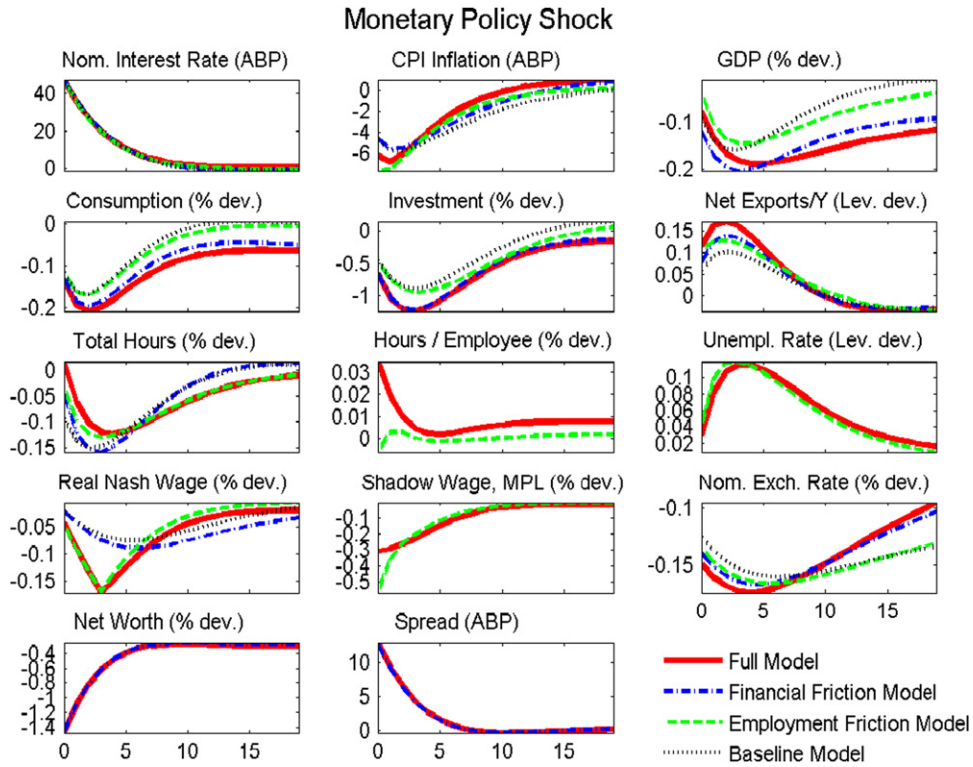 Monetary Policy Shock
Nom. Interest Rate (ABP)
CPI Inflation (ABP)
GDP (% dev.)
40
20
0
0
-2
-4
-6
-0.1
-0.2
Consumption (% dev.)
Investment (% dev.)
Net Exports/Y (Lev. dev.)
0
-0.1
-0.2
-0.5
-1
0.15
0.1
0.05
0
Total Hours (% dev.)
Hours / Employee (% dev.)
Unempl. Rate (Lev. dev.)
0
-0.05
-0.1
-0.15
0.03
0.02
0.01
0
0.1
0.08
0.06
0.04
0.02
Real Nash Wage (% dev.)
Shadow Wage, MPL (% dev.)
Nom. Exch. Rate (% dev.)
-0.05
-0.1
-0.15
-0.1
-0.2
-0.3
-0.4
-0.5
-0.1
-0.15
0 5 10 15
Net Worth (% dev.)
Spread (ABP)
-0.4
-0.6
-0.8
-1
-1.2
-1.4
10
5
0
0 5 10 15
0 5 10 15
Full Model
Financial Friction Model
Employment Friction Model
Baseline Model